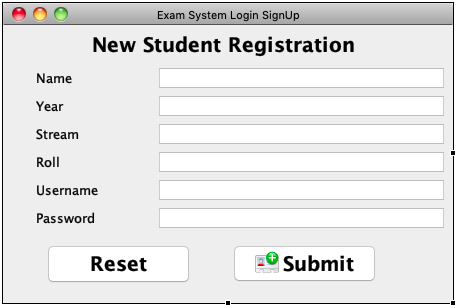 Exam System Login SignUp
New Student Registration
Name
Year
Stream
Roll
Username
Password
Reset Submit